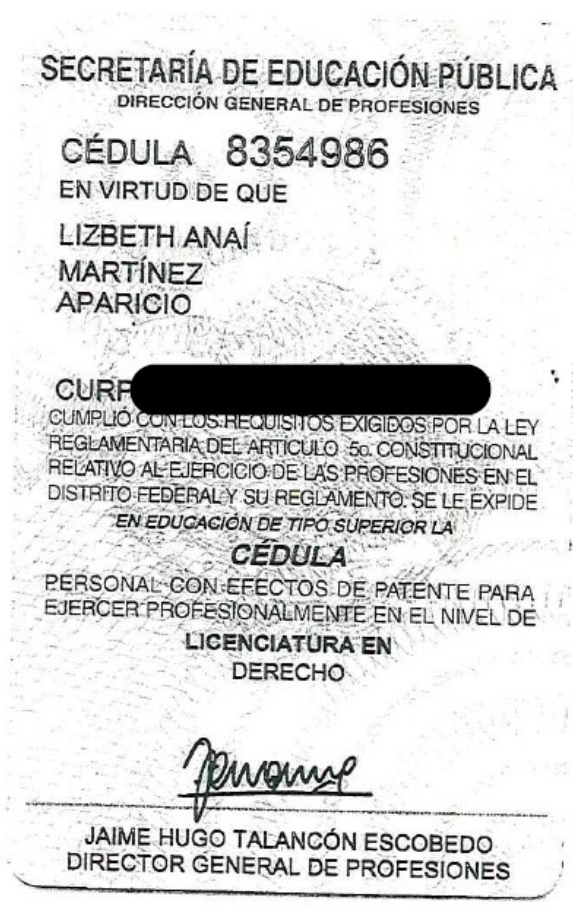 SECRETARÍA DE EDUCACIÓN PÚBLICA
DIRECCIÓN GENERAL DE PROFESIONES
CÉDULA 8354986
EN VIRTUD DE QUE
LIZBETH ANAÍ
MARTÍNEZ
APARICIO
CURP
CUMPLIÓ CON LOS REQUISITOS EXIGIDOS POR LA LEY
REGLAMENTARIA DEL ARTICULO 5o. CONSTITUCIONAL
RELATIVO AL EJERCICIO DE LAS PROFESIONES EN EL
DISTRITO FEDERAL Y SU REGLAMENTO. SE LE EXPIDE
EN EDUCACIÓN DE TIPO SUPERIOR LA
CÉDULA
PERSONAL CON EFECTOS DE PATENTE PARA
EJERCER PROFESIONALMENTE EN EL NIVEL DE
LICENCIATURA EN
DERECHO
JAIME HUGO TALANCÓN ESCOBEDO
DIRECTOR GENERAL DE PROFESIONES